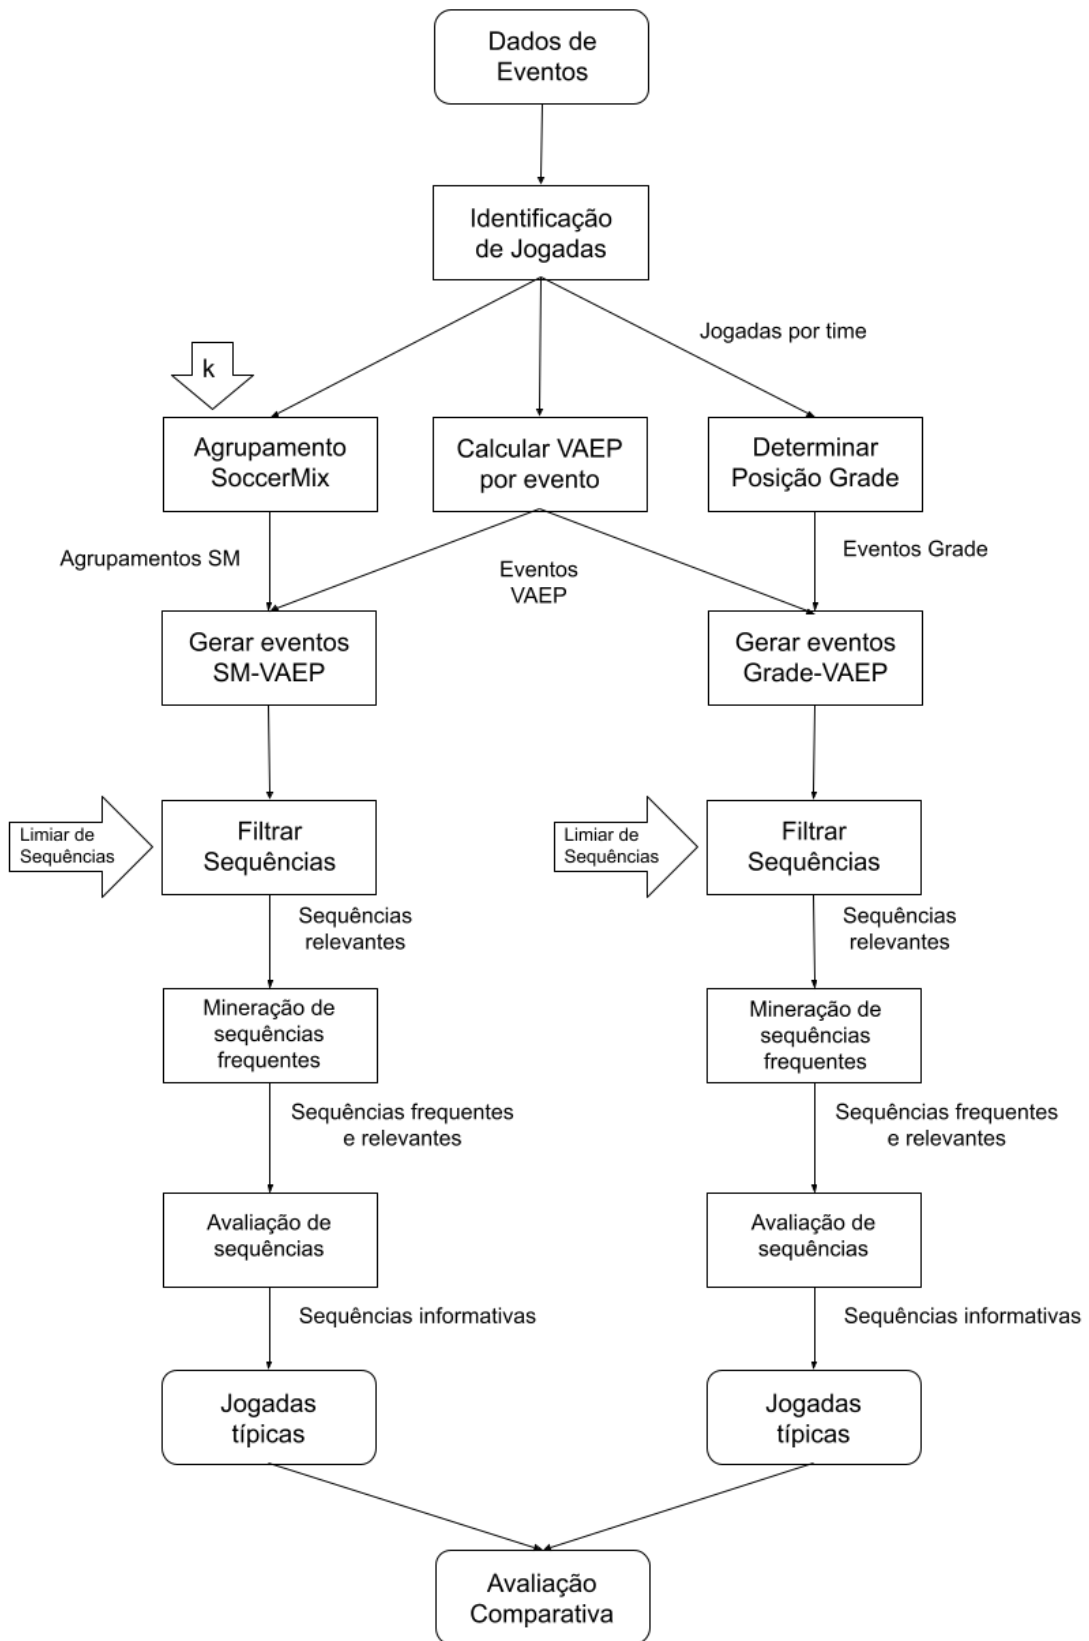 Dados de
Eventos
Identificação
de Jogadas
Jogadas por time
k
Agrupamento
SoccerMix
Calcular VAEP
por evento
Determinar
Posição Grade
Agrupamentos SM
Eventos
VAEP
Eventos Grade
Gerar eventos
SM-VAEP
Gerar eventos
Grade-VAEP
Limiar de
Sequências
Filtrar
Sequências
Limiar de
Sequências
Filtrar
Sequências
Sequências
relevantes
Sequências
relevantes
Mineração de
sequências
frequentes
Mineração de
sequências
frequentes
Sequências frequentes
e relevantes
Sequências frequentes
e relevantes
Avaliação de
sequências
Avaliação de
sequências
Sequências informativas
Sequências informativas
Jogadas
típicas
Jogadas
típicas
Avaliação
Comparativa